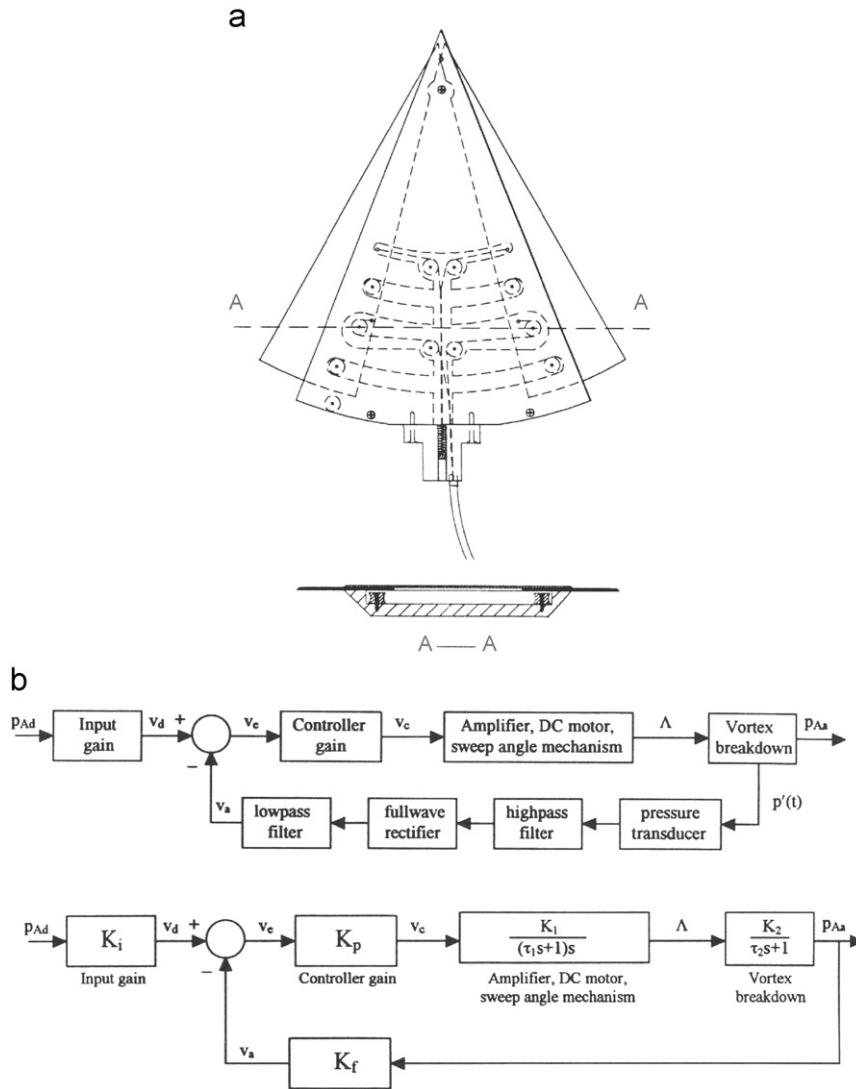 a
A A
A — A
b
p_Ad Input gain v_d + v_e Controller gain v_c Amplifier, DC motor, sweep angle mechanism Λ Vortex breakdown p_Aa
−
v_a lowpass filter fullwave rectifier highpass filter pressure transducer p'(t)
p_Ad K_i v_d + v_e K_p v_c K_1 / (τ_1s+1)s Λ K_2 / τ_2s+1 p_Aa
Input gain − Controller gain Amplifier, DC motor, sweep angle mechanism Vortex breakdown
v_a K_f